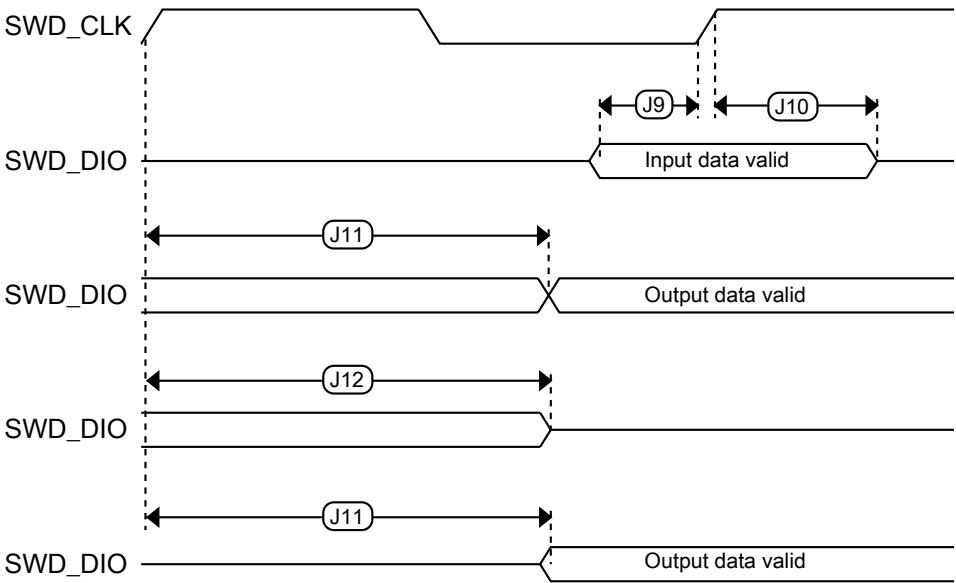 SWD_CLK
J9
J10
SWD_DIO
Input data valid
J11
SWD_DIO
Output data valid
J12
SWD_DIO
J11
SWD_DIO
Output data valid